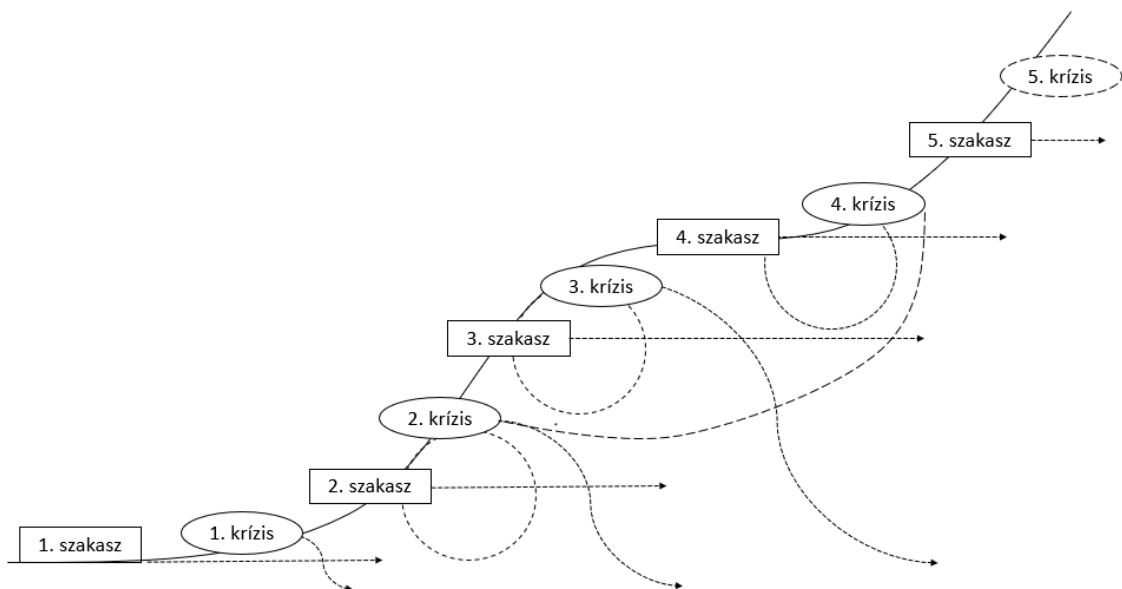 5. krízis
5. szakasz
4. krízis
4. szakasz
3. krízis
3. szakasz
2. krízis
2. szakasz
1. krízis
1. szakasz